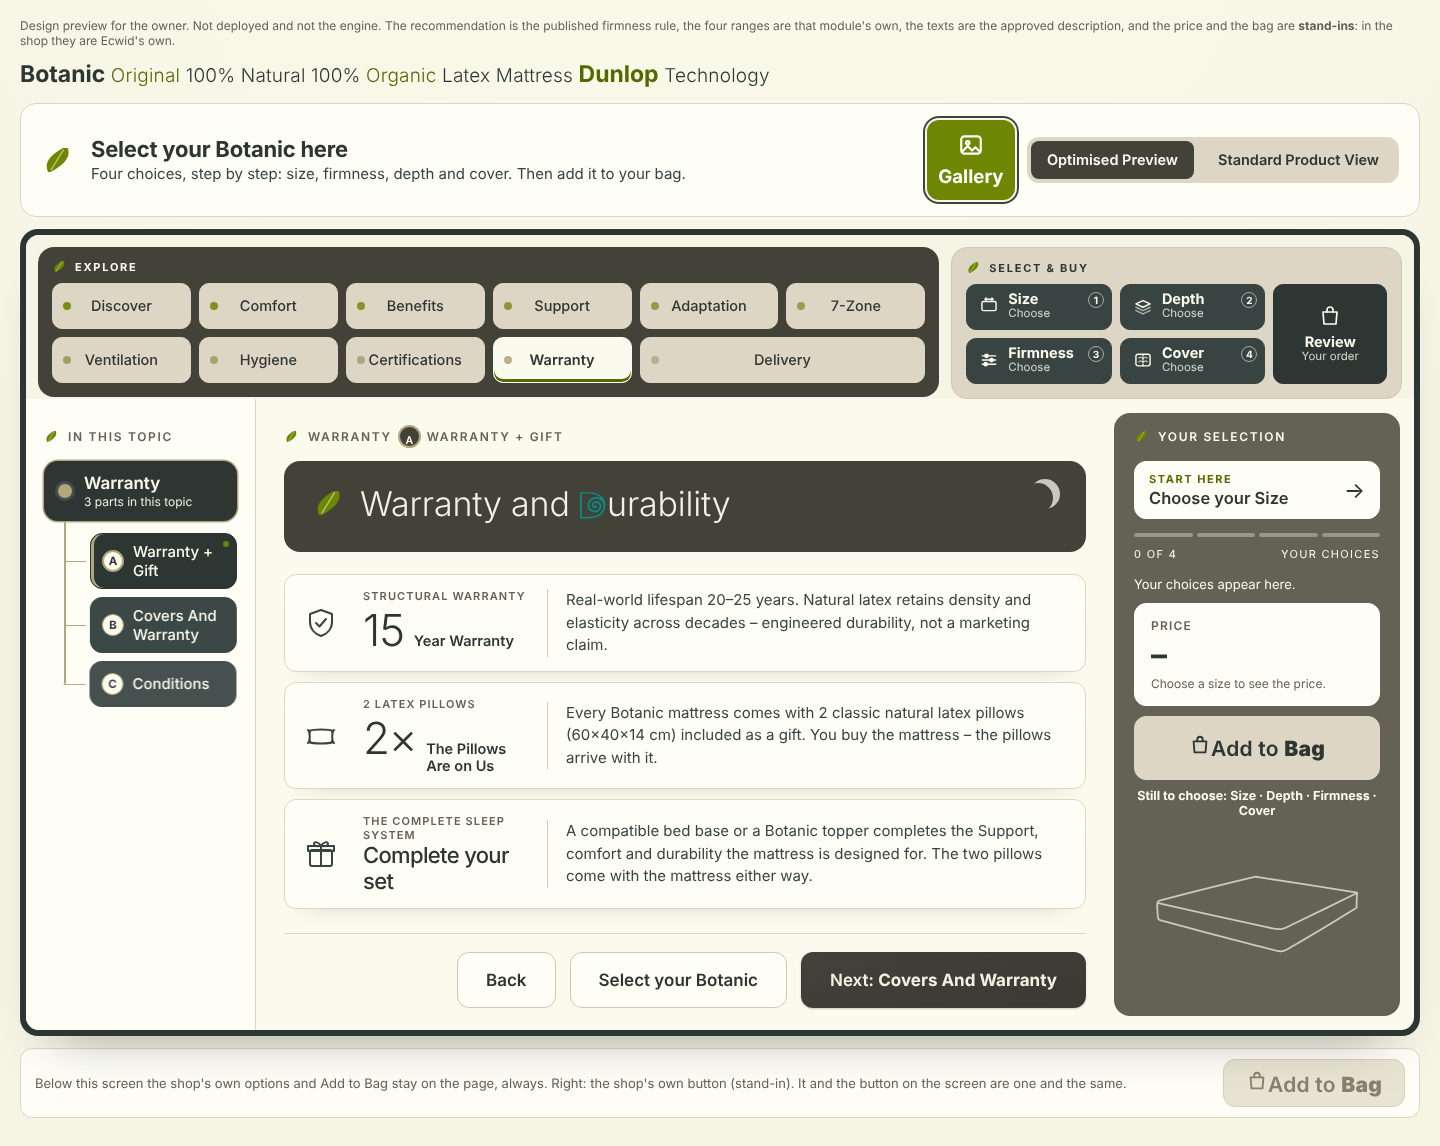 Design preview for the owner. Not deployed and not the engine. The recommendation is the published firmness rule, the four ranges are that module's own, the texts are the approved description, and the price and the bag are stand-ins: in the
shop they are Ecwid's own.
Botanic Original 100% Natural 100% Organic Latex Mattress Dunlop Technology
Select your Botanic here
Four choices, step by step: size, firmness, depth and cover. Then add it to your bag.
Gallery
Optimised Preview
Standard Product View
EXPLORE
Discover
Comfort
Benefits
Support
Adaptation
7-Zone
Ventilation
Hygiene
Certifications
Warranty
Delivery
SELECT & BUY
Size
Choose
1
Depth
Choose
2
Firmness
Choose
3
Cover
Choose
4
Review
Your order
IN THIS TOPIC
Warranty
3 parts in this topic
A
Warranty +
Gift
B
Covers And
Warranty
C
Conditions
WARRANTY A WARRANTY + GIFT
Warranty and Durability
STRUCTURAL WARRANTY
15 Year Warranty
Real-world lifespan 20–25 years. Natural latex retains density and
elasticity across decades – engineered durability, not a marketing
claim.
2 LATEX PILLOWS
2× The Pillows
Are on Us
Every Botanic mattress comes with 2 classic natural latex pillows
(60×40×14 cm) included as a gift. You buy the mattress – the pillows
arrive with it.
THE COMPLETE SLEEP
SYSTEM
Complete your
set
A compatible bed base or a Botanic topper completes the Support,
comfort and durability the mattress is designed for. The two pillows
come with the mattress either way.
Back
Select your Botanic
Next: Covers And Warranty
YOUR SELECTION
START HERE
Choose your Size
0 OF 4
YOUR CHOICES
Your choices appear here.
PRICE
–
Choose a size to see the price.
Add to Bag
Still to choose: Size · Depth · Firmness ·
Cover
Below this screen the shop's own options and Add to Bag stay on the page, always. Right: the shop's own button (stand-in). It and the button on the screen are one and the same.
Add to Bag